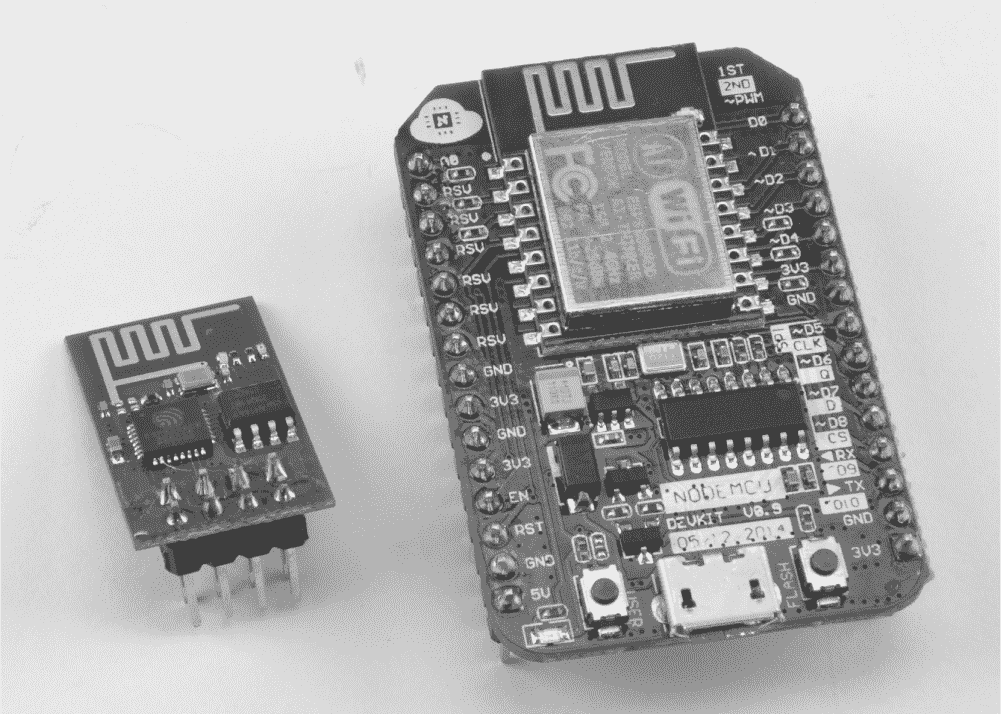 A0
RSV
RSV
RSV
RSV
RSV
RSV
GND
3V3
GND
3V3
EN
RST
GND
5V
1ST
2ND
~PWM
D0
~D1
~D2
~D3
~D4
3V3
GND
~D5
CLK
~D6
Q
~D7
D
~D8
CS
RX
D9
TX
D10
GND
3V3
FC
WiFi
NODEMCU
DEVKIT V0.9
05.12.2014
USER
FLASH